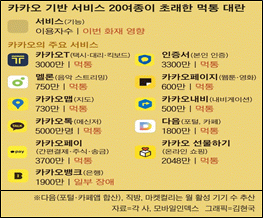 카카오 기반 서비스 20여종이 초래한 먹통 대란
서비스(기능)
이용자수 | 이번 화재 영향
카카오의 주요 서비스
카카오T(택시·대리·킥보드)
3000만 | 먹통
인증서(본인 인증)
3300만 | 먹통
멜론(음악 스트리밍)
750만 | 먹통
카카오페이지(웹툰·영화)
600만 | 먹통
카카오맵(지도)
730만 | 먹통
카카오내비(내비게이션)
500만 | 먹통
카카오톡(메신저)
5000만명 | 먹통
다음(포털, 카페)
1800만 | 먹통
카카오페이
(간편결제·주식·송금)
3700만 | 먹통
카카오 선물하기
(온라인 쇼핑)
2048만 | 먹통
카카오뱅크(은행)
1900만 | 일부 장애
※다음(포털·카페앱 합산), 직방, 마켓컬리는 월 활성 기기 수 추산
자료=각 사, 모바일인덱스 그래픽=김현국
pay